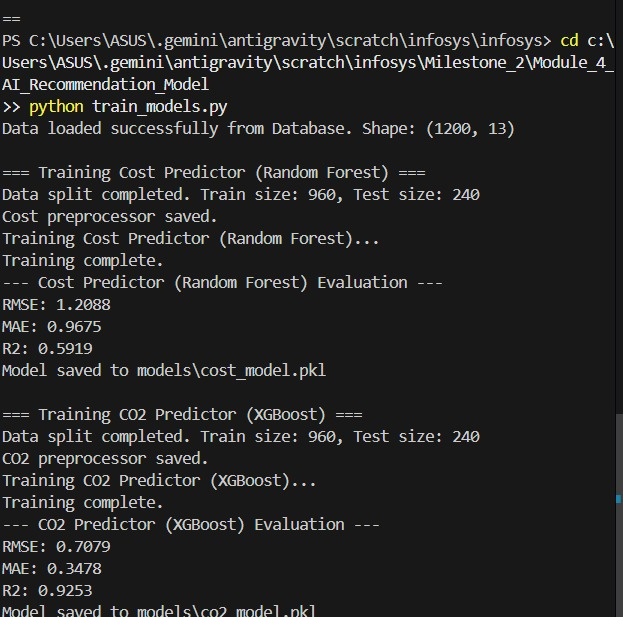 ==
PS C:\Users\ASUS\.gemini\antigravity\scratch\infosys\infosys> cd c:\
Users\ASUS\.gemini\antigravity\scratch\infosys\Milestone_2\Module_4_
AI_Recommendation_Model
>> python train_models.py
Data loaded successfully from Database. Shape: (1200, 13)
=== Training Cost Predictor (Random Forest) ===
Data split completed. Train size: 960, Test size: 240
Cost preprocessor saved.
Training Cost Predictor (Random Forest)...
Training complete.
--- Cost Predictor (Random Forest) Evaluation ---
RMSE: 1.2088
MAE: 0.9675
R2: 0.5919
Model saved to models\cost_model.pkl
=== Training CO2 Predictor (XGBoost) ===
Data split completed. Train size: 960, Test size: 240
CO2 preprocessor saved.
Training CO2 Predictor (XGBoost)...
Training complete.
--- CO2 Predictor (XGBoost) Evaluation ---
RMSE: 0.7079
MAE: 0.3478
R2: 0.9253
Model saved to models\co2_model.pkl